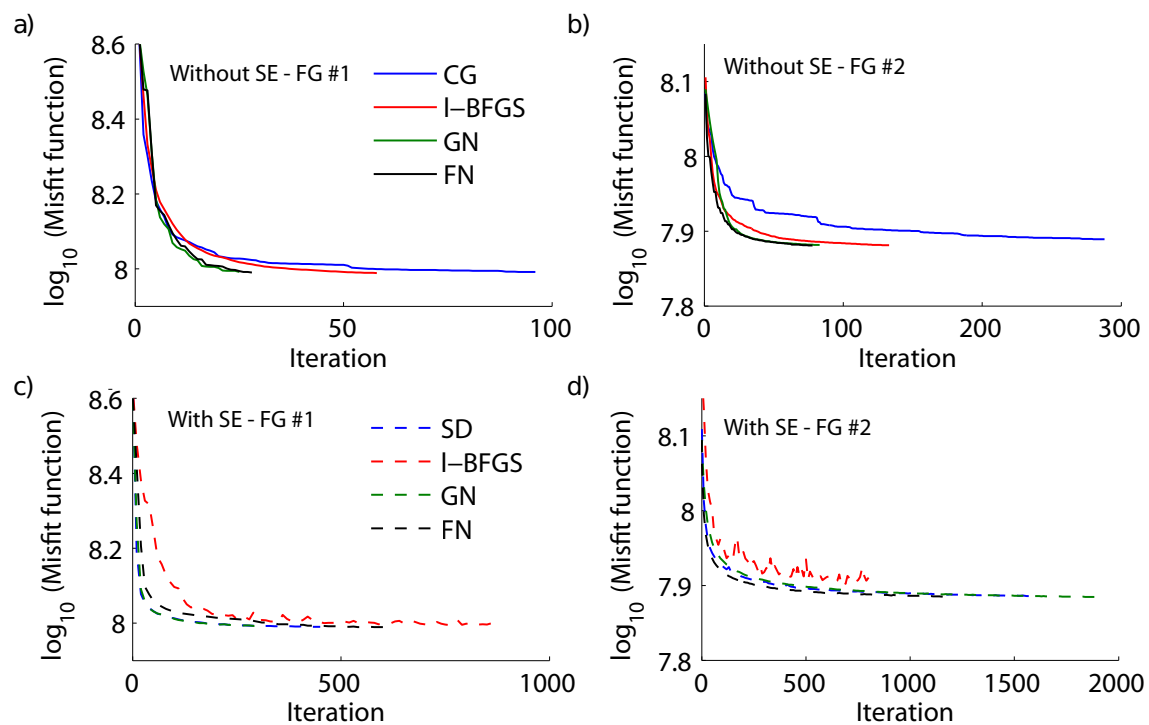 a)
8.6
8.4
8.2
8
log10 (Misfit function)
Without SE - FG #1
CG
l−BFGS
GN
FN
0
50
100
Iteration
b)
8.1
8
7.9
7.8
log10 (Misfit function)
Without SE - FG #2
0
100
200
300
Iteration
c)
8.6
8.4
8.2
8
log10 (Misfit function)
With SE - FG #1
SD
l−BFGS
GN
FN
0
500
1000
Iteration
d)
8.1
8
7.9
7.8
log10 (Misfit function)
With SE - FG #2
0
500
1000
1500
2000
Iteration